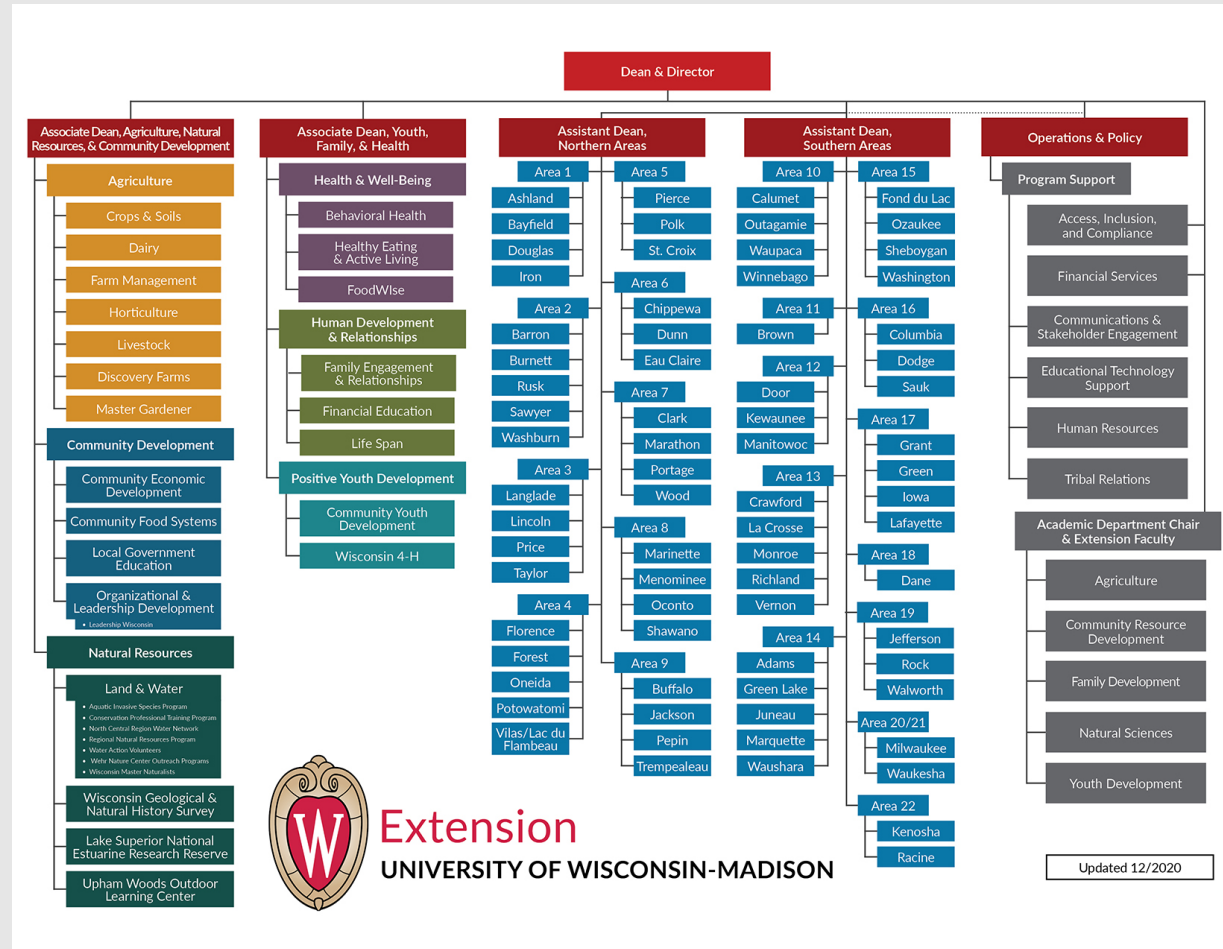 Dean & Director
Associate Dean, Agriculture, Natural
Resources, & Community Development
Agriculture
Crops & Soils
Dairy
Farm Management
Horticulture
Livestock
Discovery Farms
Master Gardener
Community Development
Community Economic
Development
Community Food Systems
Local Government
Education
Organizational &
Leadership Development
• Leadership Wisconsin
Natural Resources
Land & Water
• Aquatic Invasive Species Program
• Conservation Professional Training Program
• North Central Region Water Network
• Regional Natural Resources Program
• Water Action Volunteers
• Wehr Nature Center Outreach Programs
• Wisconsin Master Naturalists
Wisconsin Geological &
Natural History Survey
Lake Superior National
Estuarine Research Reserve
Upham Woods Outdoor
Learning Center
Associate Dean, Youth,
Family, & Health
Health & Well-Being
Behavioral Health
Healthy Eating
& Active Living
FoodWIse
Human Development
& Relationships
Family Engagement
& Relationships
Financial Education
Life Span
Positive Youth Development
Community Youth
Development
Wisconsin 4-H
Assistant Dean,
Northern Areas
Area 1
Ashland
Bayfield
Douglas
Iron
Area 2
Barron
Burnett
Rusk
Sawyer
Washburn
Area 3
Langlade
Lincoln
Price
Taylor
Area 4
Florence
Forest
Oneida
Potowatomi
Vilas/Lac du
Flambeau
Area 5
Pierce
Polk
St. Croix
Area 6
Chippewa
Dunn
Eau Claire
Area 7
Clark
Marathon
Portage
Wood
Area 8
Marinette
Menominee
Oconto
Shawano
Area 9
Buffalo
Jackson
Pepin
Trempealeau
Assistant Dean,
Southern Areas
Area 10
Calumet
Outagamie
Waupaca
Winnebago
Area 11
Brown
Area 12
Door
Kewaunee
Manitowoc
Area 13
Crawford
La Crosse
Monroe
Richland
Vernon
Area 14
Adams
Green Lake
Juneau
Marquette
Waushara
Area 15
Fond du Lac
Ozaukee
Sheboygan
Washington
Area 16
Columbia
Dodge
Sauk
Area 17
Grant
Green
Iowa
Lafayette
Area 18
Dane
Area 19
Jefferson
Rock
Walworth
Area 20/21
Milwaukee
Waukesha
Area 22
Kenosha
Racine
Operations & Policy
Program Support
Access, Inclusion,
and Compliance
Financial Services
Communications &
Stakeholder Engagement
Educational Technology
Support
Human Resources
Tribal Relations
Academic Department Chair
& Extension Faculty
Agriculture
Community Resource
Development
Family Development
Natural Sciences
Youth Development
W
Extension
UNIVERSITY OF WISCONSIN-MADISON
Updated 12/2020